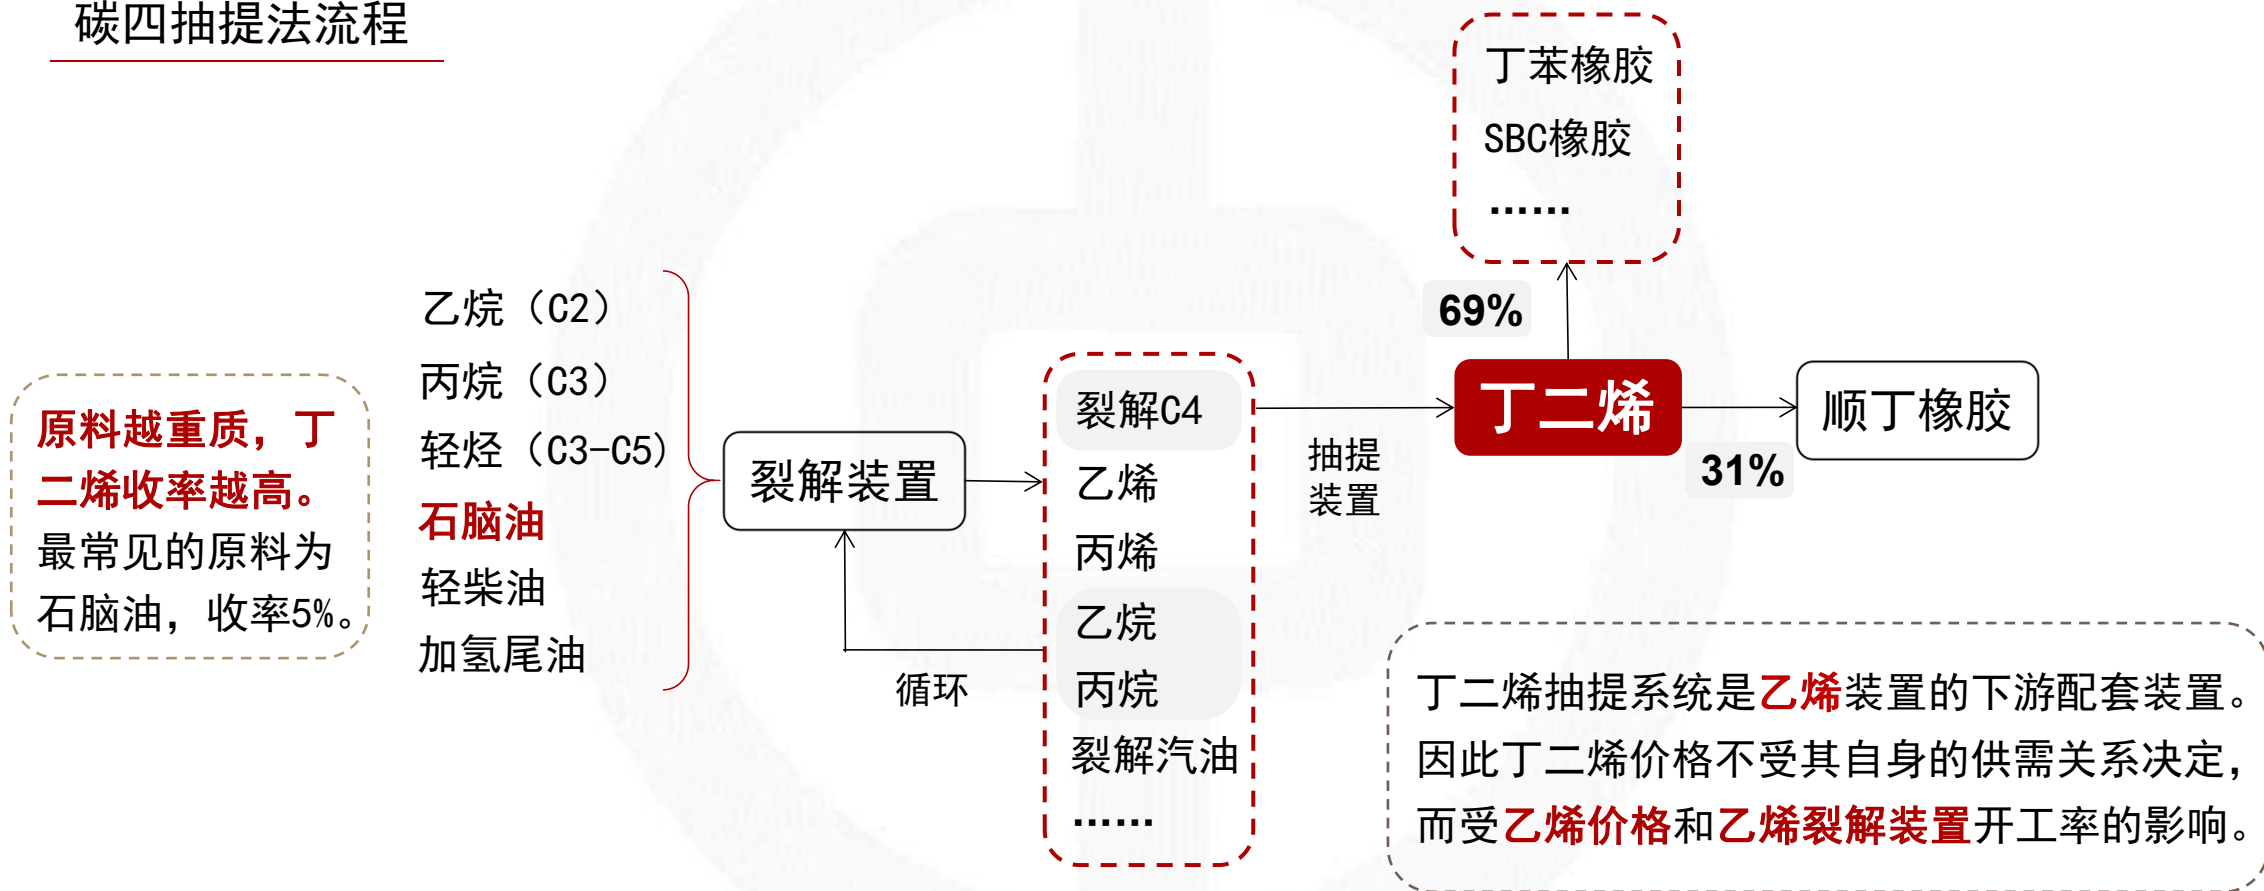 碳四抽提法流程
原料越重质，丁
二烯收率越高。
最常见的原料为
石脑油，收率5%。
乙烷（C2）
丙烷（C3）
轻烃（C3-C5）
石脑油
轻柴油
加氢尾油
裂解装置
循环
裂解C4
乙烯
丙烯
乙烷
丙烷
裂解汽油
……
抽提
装置
丁苯橡胶
SBC橡胶
……
69%
丁二烯
31%
顺丁橡胶
丁二烯抽提系统是乙烯装置的下游配套装置。
因此丁二烯价格不受其自身的供需关系决定，
而受乙烯价格和乙烯裂解装置开工率的影响。